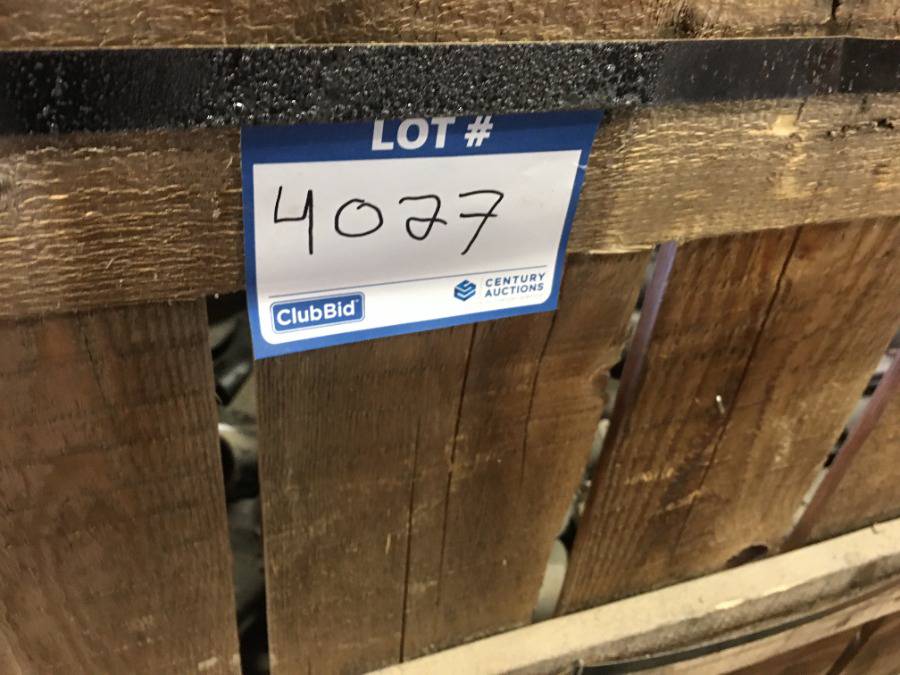 LOT #
4027
ClubBid
CENTURY
AUCTIONS